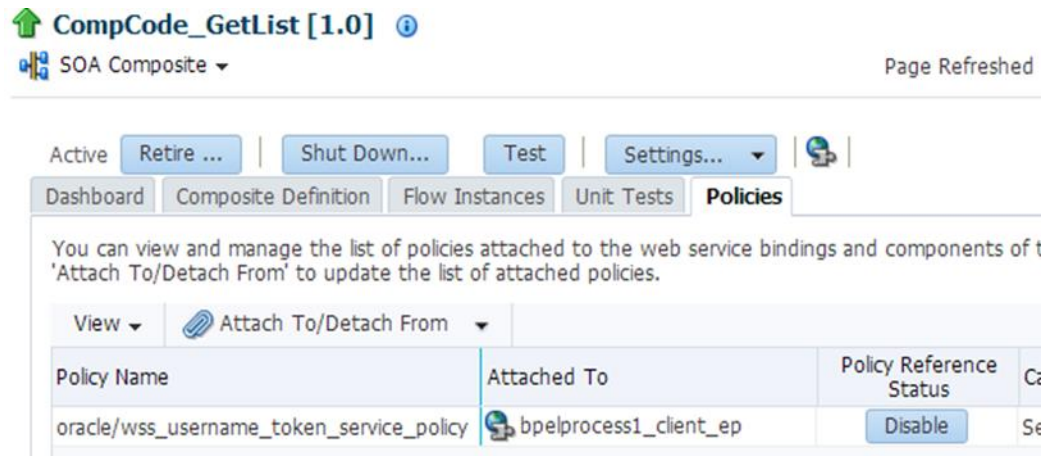 CompCode_GetList [1.0]
SOA Composite
Page Refreshed
Active Retire ... Shut Down... Test Settings...
Dashboard Composite Definition Flow Instances Unit Tests Policies
You can view and manage the list of policies attached to the web service bindings and components of t
'Attach To/Detach From' to update the list of attached policies.
View Attach To/Detach From
Policy Name Attached To Policy Reference Status Ca
oracle/wss_username_token_service_policy bpelprocess1_client_ep Disable Se